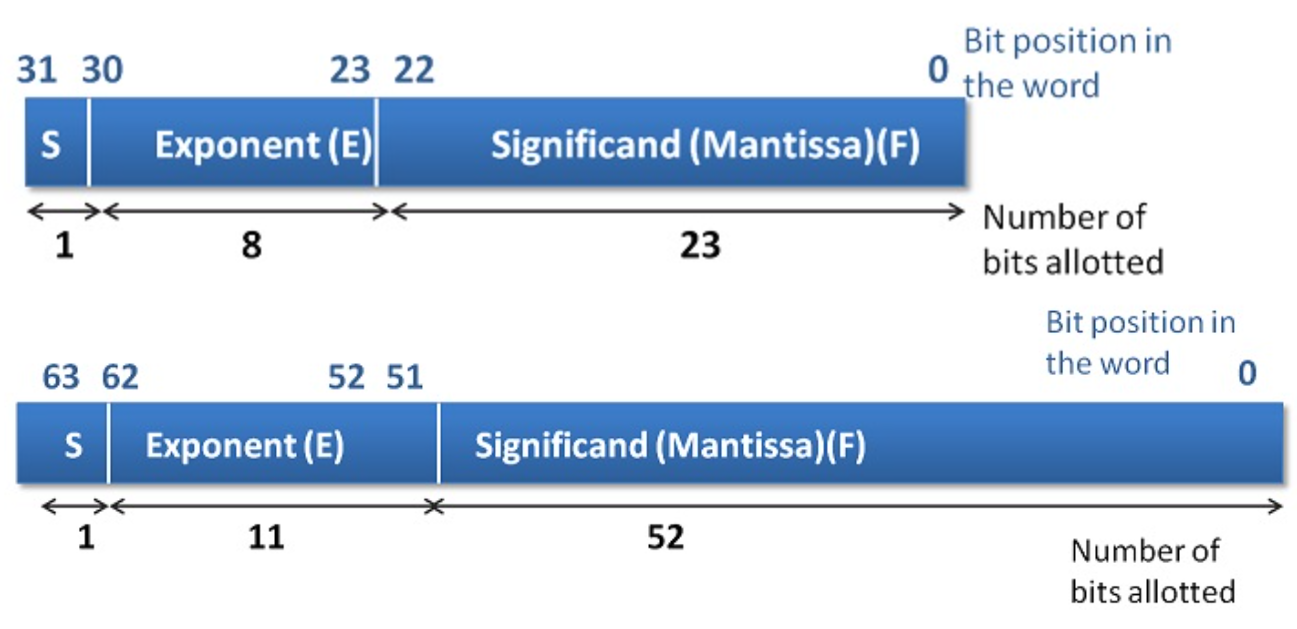 Bit position in
the word
31 30 23 22 0
S Exponent (E) Significand (Mantissa)(F)
1 8 23
Number of
bits allotted
Bit position in
the word
63 62 52 51 0
S Exponent (E) Significand (Mantissa)(F)
1 11 52
Number of
bits allotted